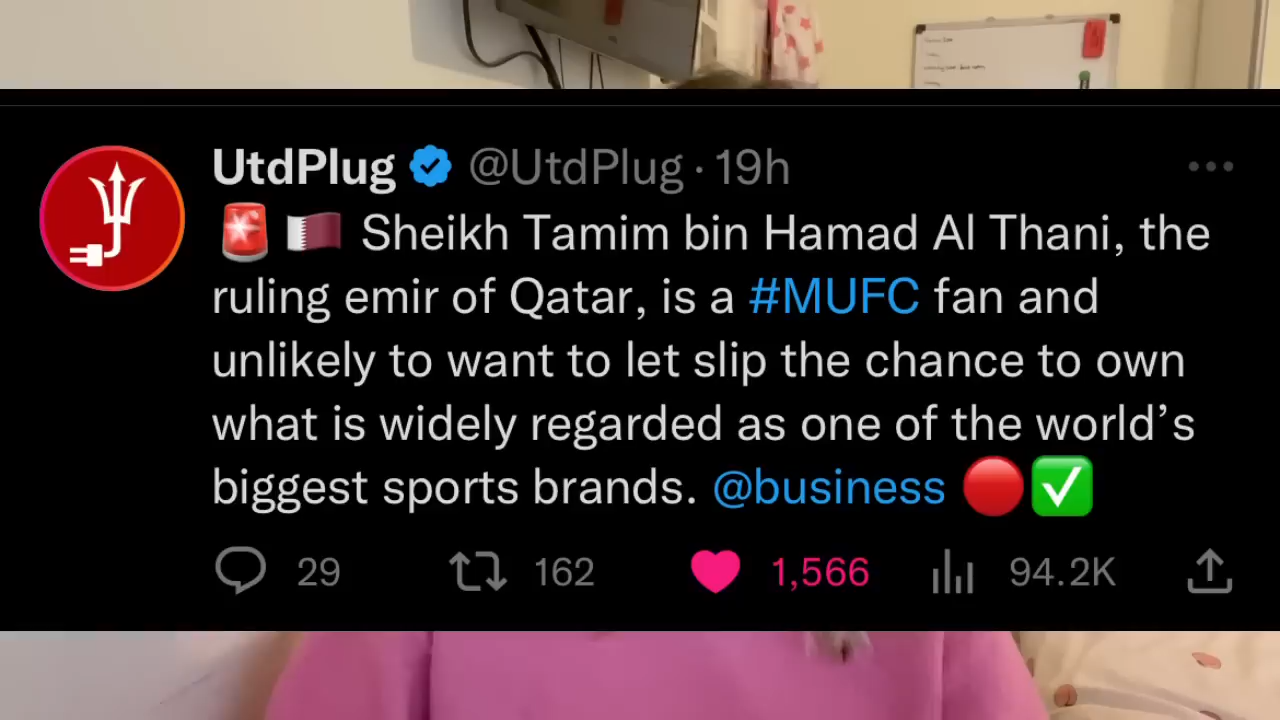 UtdPlug @UtdPlug · 19h
🚨🇶🇦 Sheikh Tamim bin Hamad Al Thani, the
ruling emir of Qatar, is a #MUFC fan and
unlikely to want to let slip the chance to own
what is widely regarded as one of the world’s
biggest sports brands. @business 🔴✅
29 162 1,566 94.2K